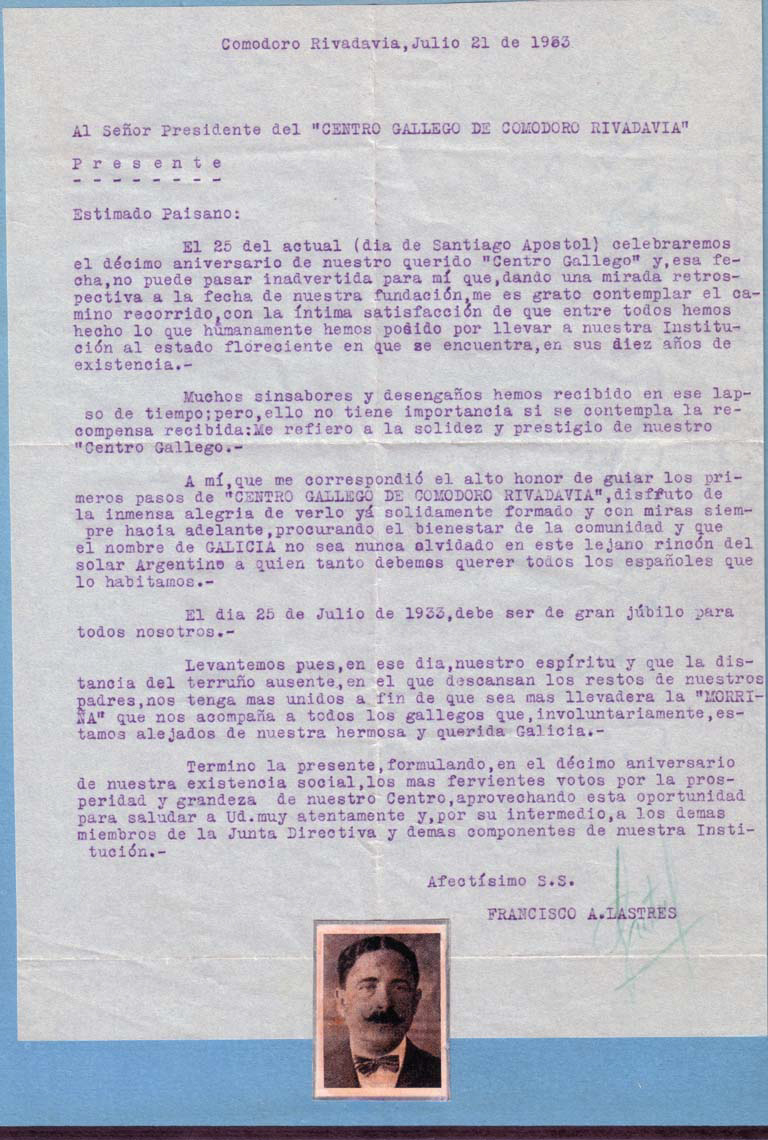 Comodoro Rivadavia,Julio 21 de 1933
Al Señor Presidente del "CENTRO GALLEGO DE COMODORO RIVADAVIA"
P r e s e n t e
- - - - - - - -
Estimado Paisano:
El 25 del actual (dia de Santiago Apostol) celebraremos
el décimo aniversario de nuestro querido "Centro Gallego" y,esa fe-
cha,no puede pasar inadvertida para mí que,dando una mirada retros-
pectiva a la fecha de nuestra fundación,me es grato contemplar el ca-
mino recorrido,con la íntima satisfacción de que entre todos hemos
hecho lo que humanamente hemos podido por llevar a nuestra Institu-
ción al estado floreciente en que se encuentra,en sus diez años de
existencia.-
Muchos sinsabores y desengaños hemos recibido en ese lap-
so de tiempo;pero,ello no tiene importancia si se contempla la re-
compensa recibida:Me refiero a la solidez y prestigio de nuestro
"Centro Gallego.-
A mí,que me correspondió el alto honor de guiar los pri-
meros pasos de "CENTRO GALLEGO DE COMODORO RIVADAVIA",disffuto de
la inmensa alegria de verlo yá solidamente formado y con miras siem-
pre hacia adelante,procurando el bienestar de la comunidad y que
el nombre de GALICIA no sea nunca olvidado en este lejano rincón del
solar Argentino a quien tanto debemos querer todos los españoles que
lo habitamos.-
El dia 25 de Julio de 1933,debe ser de gran júbilo para
todos nosotros.-
Levantemos pues,en ese dia,nuestro espíritu y que la dis-
tancia del terruño ausente,en el que descansan los restos de nuestros
padres,nos tenga mas unidos a fin de que sea mas llevadera la "MORRI-
ÑA" que nos acompaña a todos los gallegos que,involuntariamente,es-
tamos alejados de nuestra hermosa y querida Galicia.-
Termino la presente,formulando,en el décimo aniversario
de nuestra existencia social,los mas fervientes votos por la pros-
peridad y grandeza de nuestro Centro,aprovechando esta oportunidad
para saludar a Ud.muy atentamente y,por su intermedio,a los demas
miembros de la Junta Directiva y demas componentes de nuestra Insti-
tución.-
Afectísimo S.S.
FRANCISCO A.LASTRES